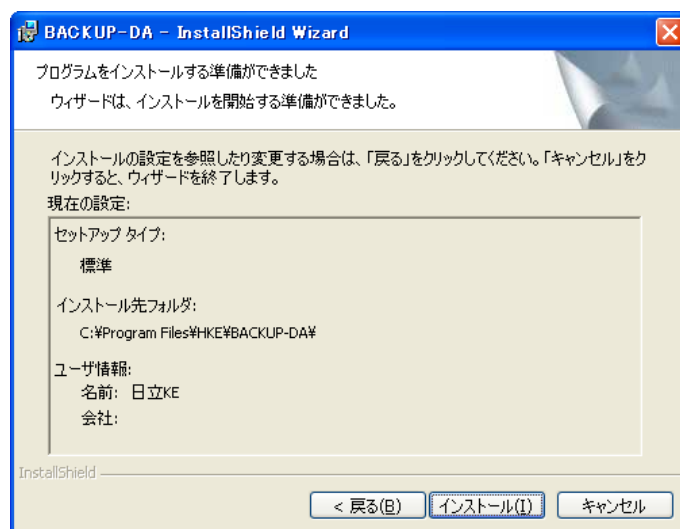 BACKUP-DA - InstallShield Wizard
プログラムをインストールする準備ができました
ウィザードは、インストールを開始する準備ができました。
インストールの設定を参照したり変更する場合は、「戻る」をクリックしてください。「キャンセル」をク
リックすると、ウィザードを終了します。
現在の設定:
セットアップ タイプ:
標準
インストール先フォルダ:
C:¥Program Files¥HKE¥BACKUP-DA¥
ユーザ情報:
名前: 日立KE
会社:
InstallShield
< 戻る(B) インストール(I) キャンセル